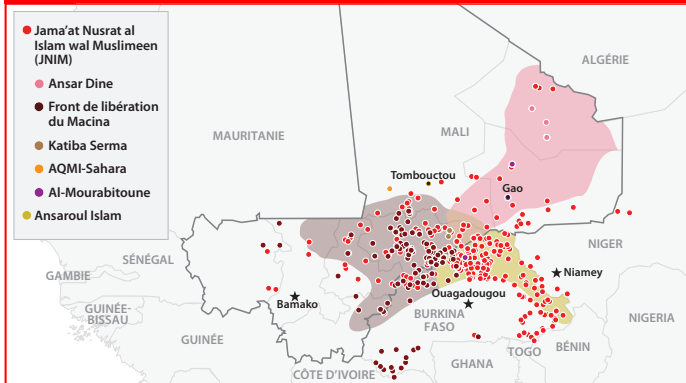 Jama'at Nusrat al
Islam wal Muslimeen
(JNIM)
Ansar Dine
Front de libération
du Macina
Katiba Serma
AQMI-Sahara
Al-Mourabitoune
Ansaroul Islam
ALGÉRIE
MAURITANIE
MALI
Tombouctou
Gao
NIGER
SÉNÉGAL
Niamey
GAMBIE
Bamako
Ouagadougou
GUINÉE-
BISSAU
BURKINA
FASO
NIGERIA
GUINÉE
BÉNIN
TOGO
GHANA
CÔTE D'IVOIRE